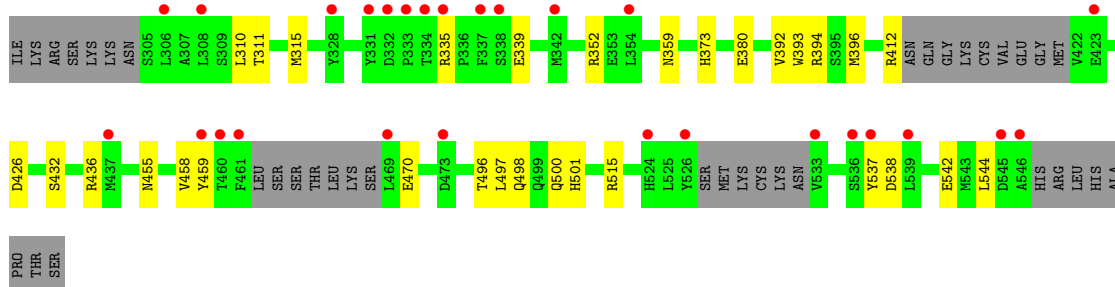 ILE LYS ARG SER LYS LYS ASN S305 L306 A307 L308 S309 L310 T311 M315 Y328 Y331 D332 P333 T334 R335 P336 F337 S338 E339 M342 R352 E353 L354 N359 H373 E380 V392 W393 R394 S395 M396 R412 ASN GLN GLY LYS CYS VAL GLU GLY MET V422 E423
D426 S432 R436 M437 N455 V458 Y459 T460 F461 LEU SER SER THR LEU LYS SER L469 E470 D473 T496 L497 Q498 Q499 Q500 H501 R515 H524 L525 Y526 SER MET LYS CYS LYS ASN V533 S536 Y537 D538 L539 E542 M543 L544 D545 A546 HIS ARG LEU HIS ALA
PRO THR SER